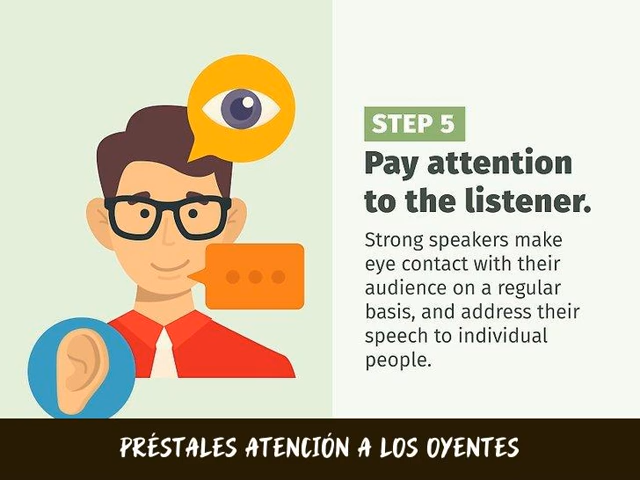 STEP 5
Pay attention
to the listener.
Strong speakers make
eye contact with their
audience on a regular
basis, and address their
speech to individual
people.
PRÉSTALES ATENCIÓN A LOS OYENTES